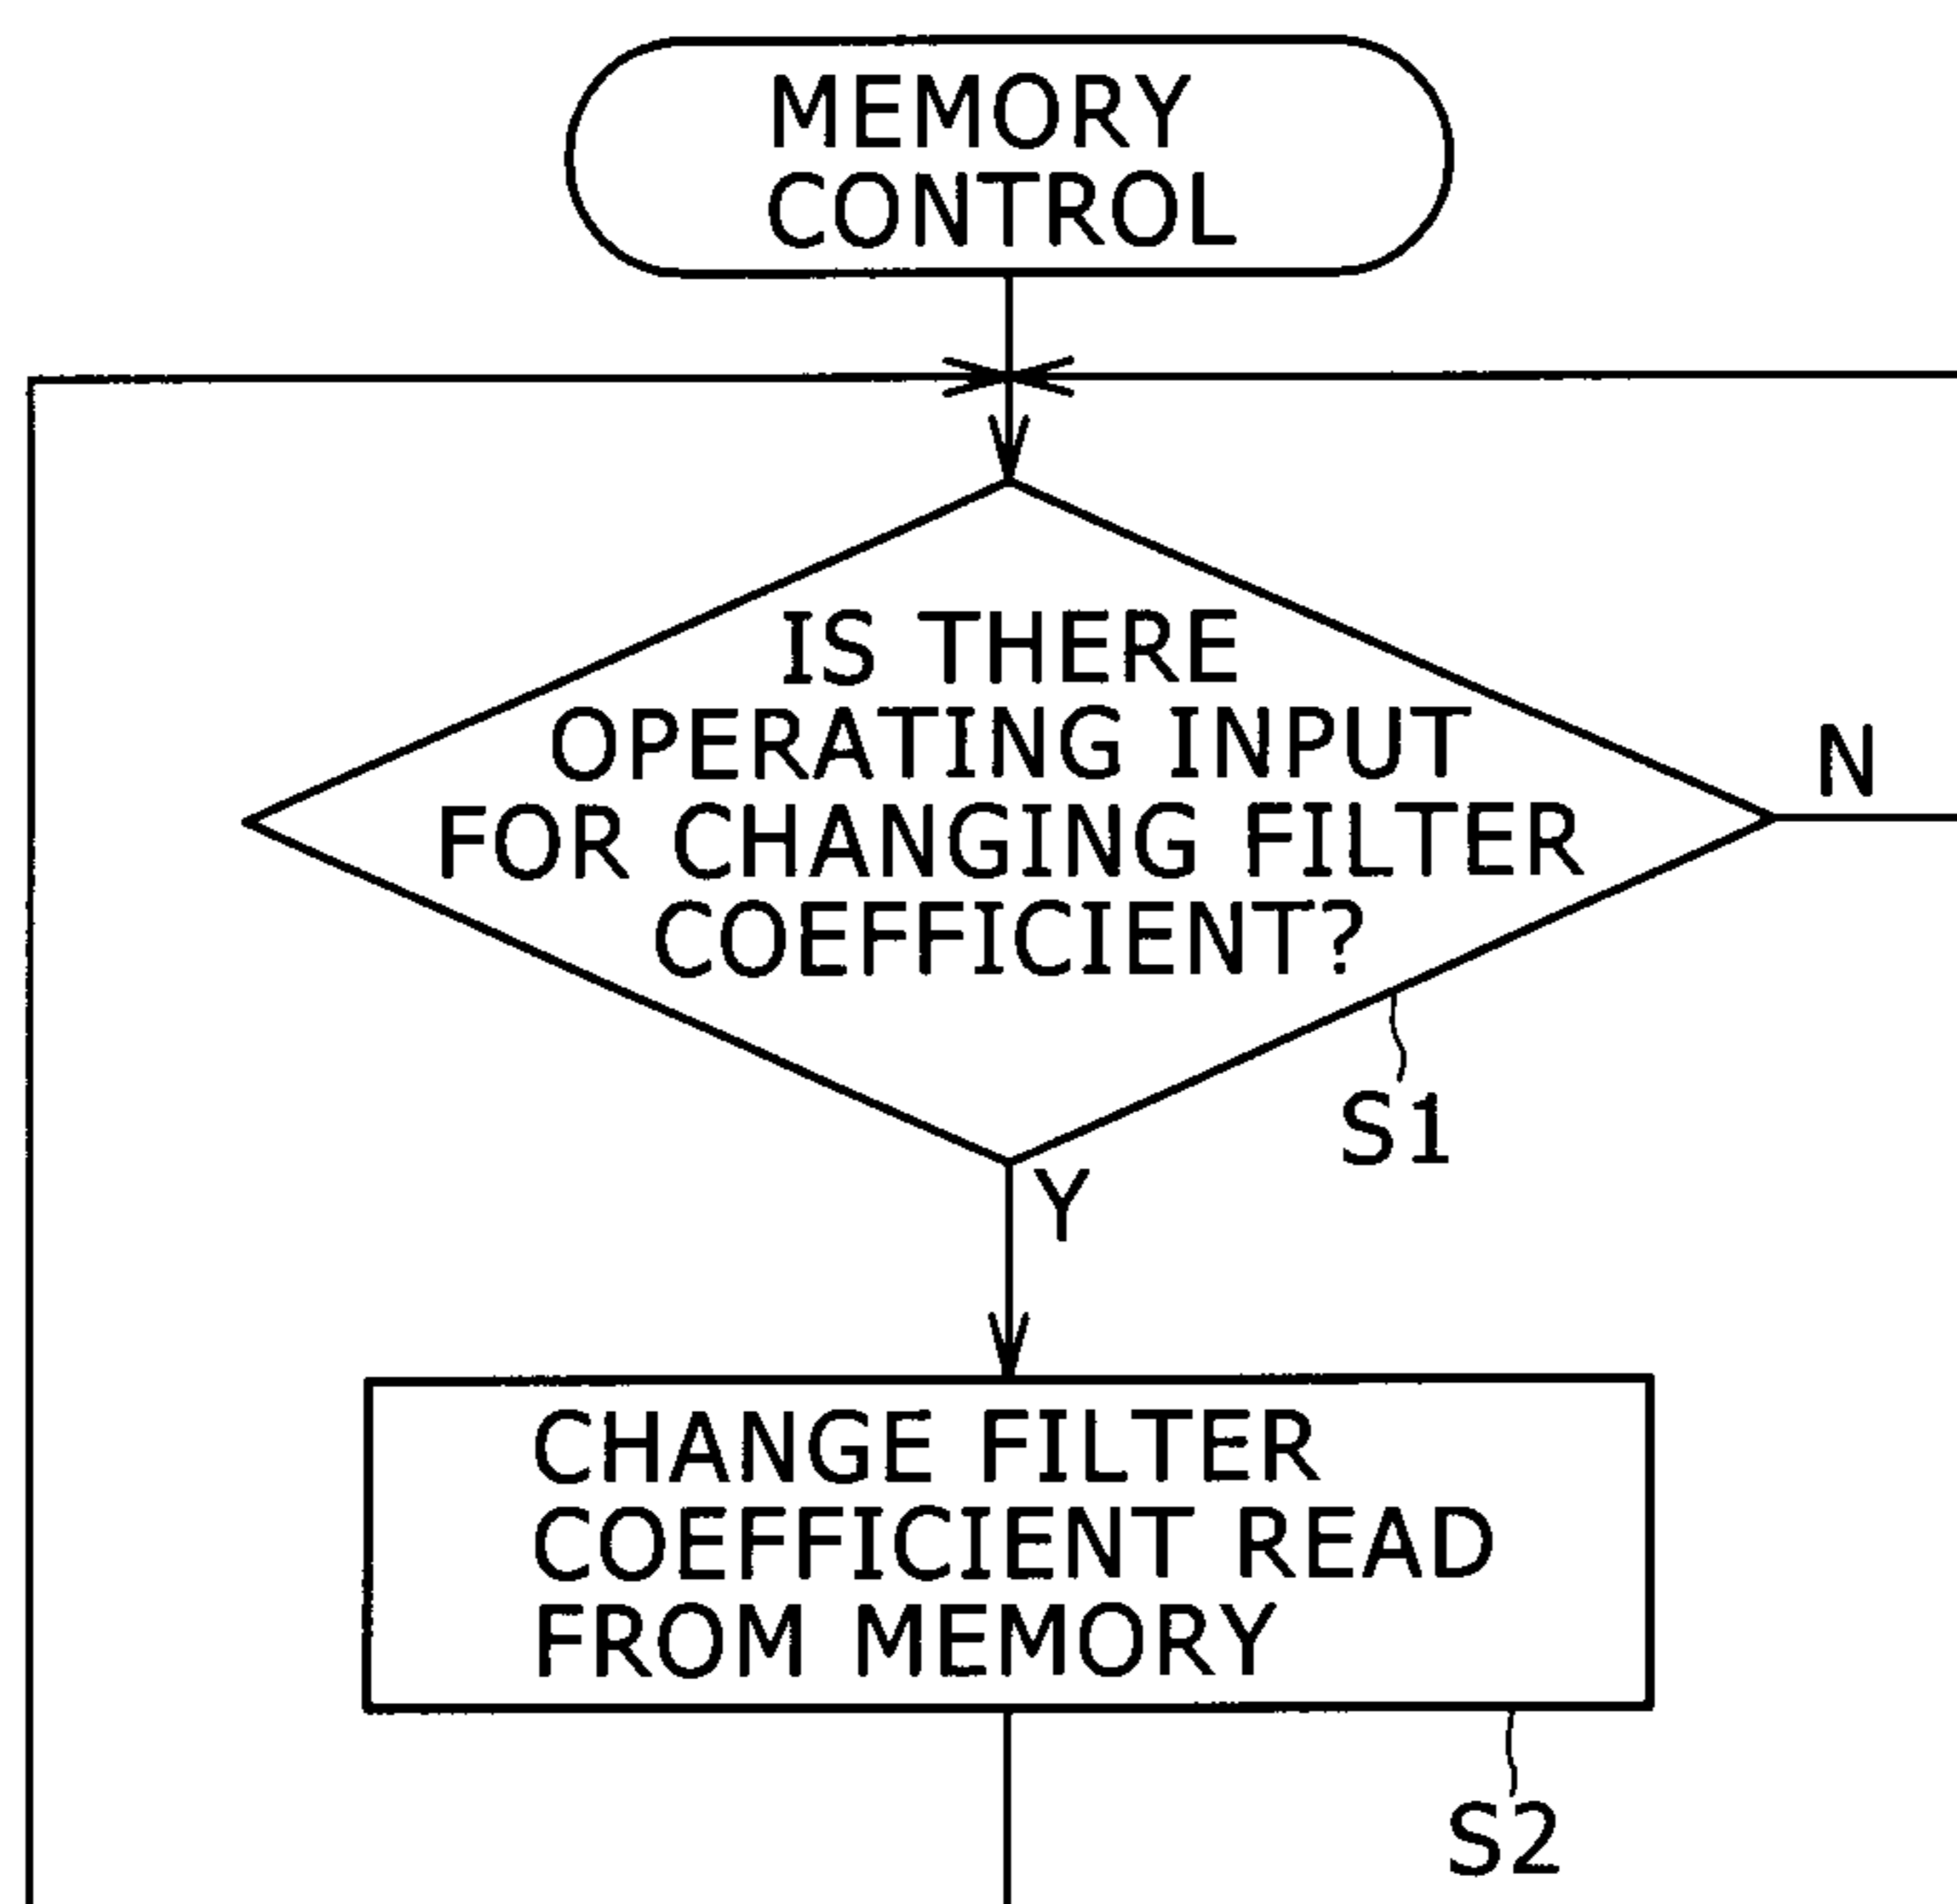 MEMORY
CONTROL
IS THERE
OPERATING INPUT
FOR CHANGING FILTER
COEFFICIENT?
N
S1
Y
CHANGE FILTER
COEFFICIENT READ
FROM MEMORY
S2